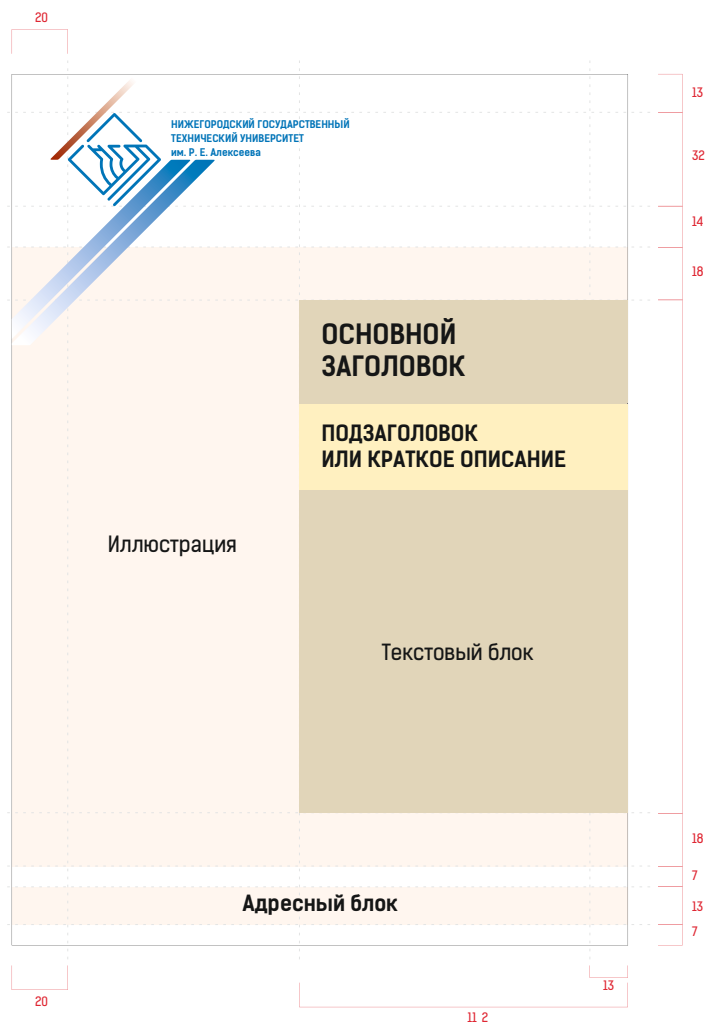 20
13
НИЖЕГОРОДСКИЙ ГОСУДАРСТВЕННЫЙ
ТЕХНИЧЕСКИЙ УНИВЕРСИТЕТ
им. Р. Е. Алексеева
32
14
18
ОСНОВНОЙ
ЗАГОЛОВОК
ПОДЗАГОЛОВОК
ИЛИ КРАТКОЕ ОПИСАНИЕ
Иллюстрация
Текстовый блок
18
7
Адресный блок
13
7
20
13
11 2